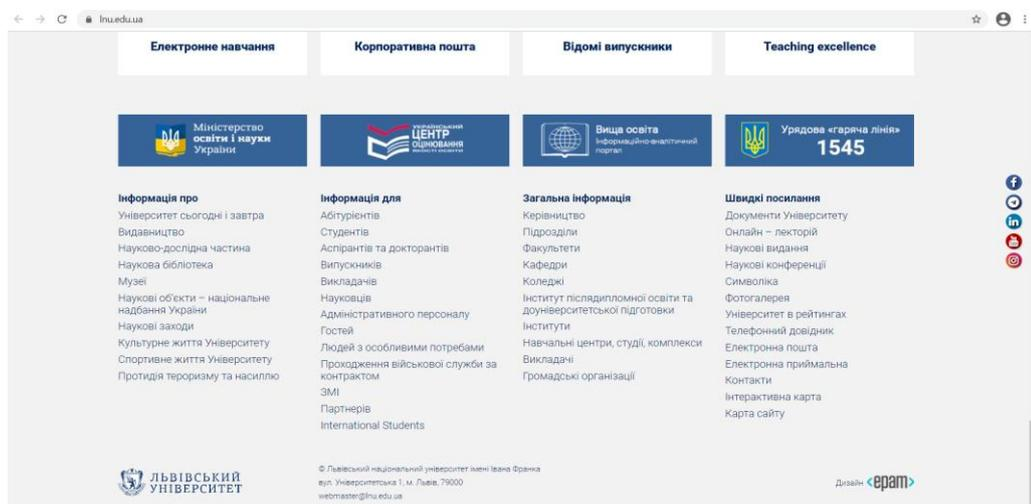 lnu.edu.ua
Електронне навчання
Корпоративна пошта
Відомі випускники
Teaching excellence
Міністерство
освіти і науки
України
УКРАЇНСЬКИЙ
ЦЕНТР
ОЦІНЮВАННЯ
ЯКОСТІ ОСВІТИ
Вища освіта
Інформаційно-аналітичний
портал
Урядова «гаряча лінія»
1545
Інформація про
Університет сьогодні і завтра
Видавництво
Науково-дослідна частина
Наукова бібліотека
Музеї
Наукові об'єкти – національне
надбання України
Наукові заходи
Культурне життя Університету
Спортивне життя Університету
Протидія тероризму та насиллю
Інформація для
Абітурієнтів
Студентів
Аспірантів та докторантів
Випускників
Викладачів
Науковців
Адміністративного персоналу
Гостей
Людей з особливими потребами
Проходження військової служби за
контрактом
ЗМІ
Партнерів
International Students
Загальна інформація
Керівництво
Підрозділи
Факультети
Кафедри
Коледжі
Інститут післядипломної освіти та
доуніверситетської підготовки
Інститути
Навчальні центри, студії, комплекси
Викладачі
Громадські організації
Швидкі посилання
Документи Університету
Онлайн – лекторій
Наукові видання
Наукові конференції
Символіка
Фотогалерея
Університет в рейтингах
Телефонний довідник
Електронна пошта
Електронна приймальна
Контакти
Інтерактивна карта
Карта сайту
ЛЬВІВСЬКИЙ
УНІВЕРСИТЕТ
© Львівський національний університет імені Івана Франка
вул. Університетська 1, м. Львів, 79000
webmaster@lnu.edu.ua
Дизайн <epam>